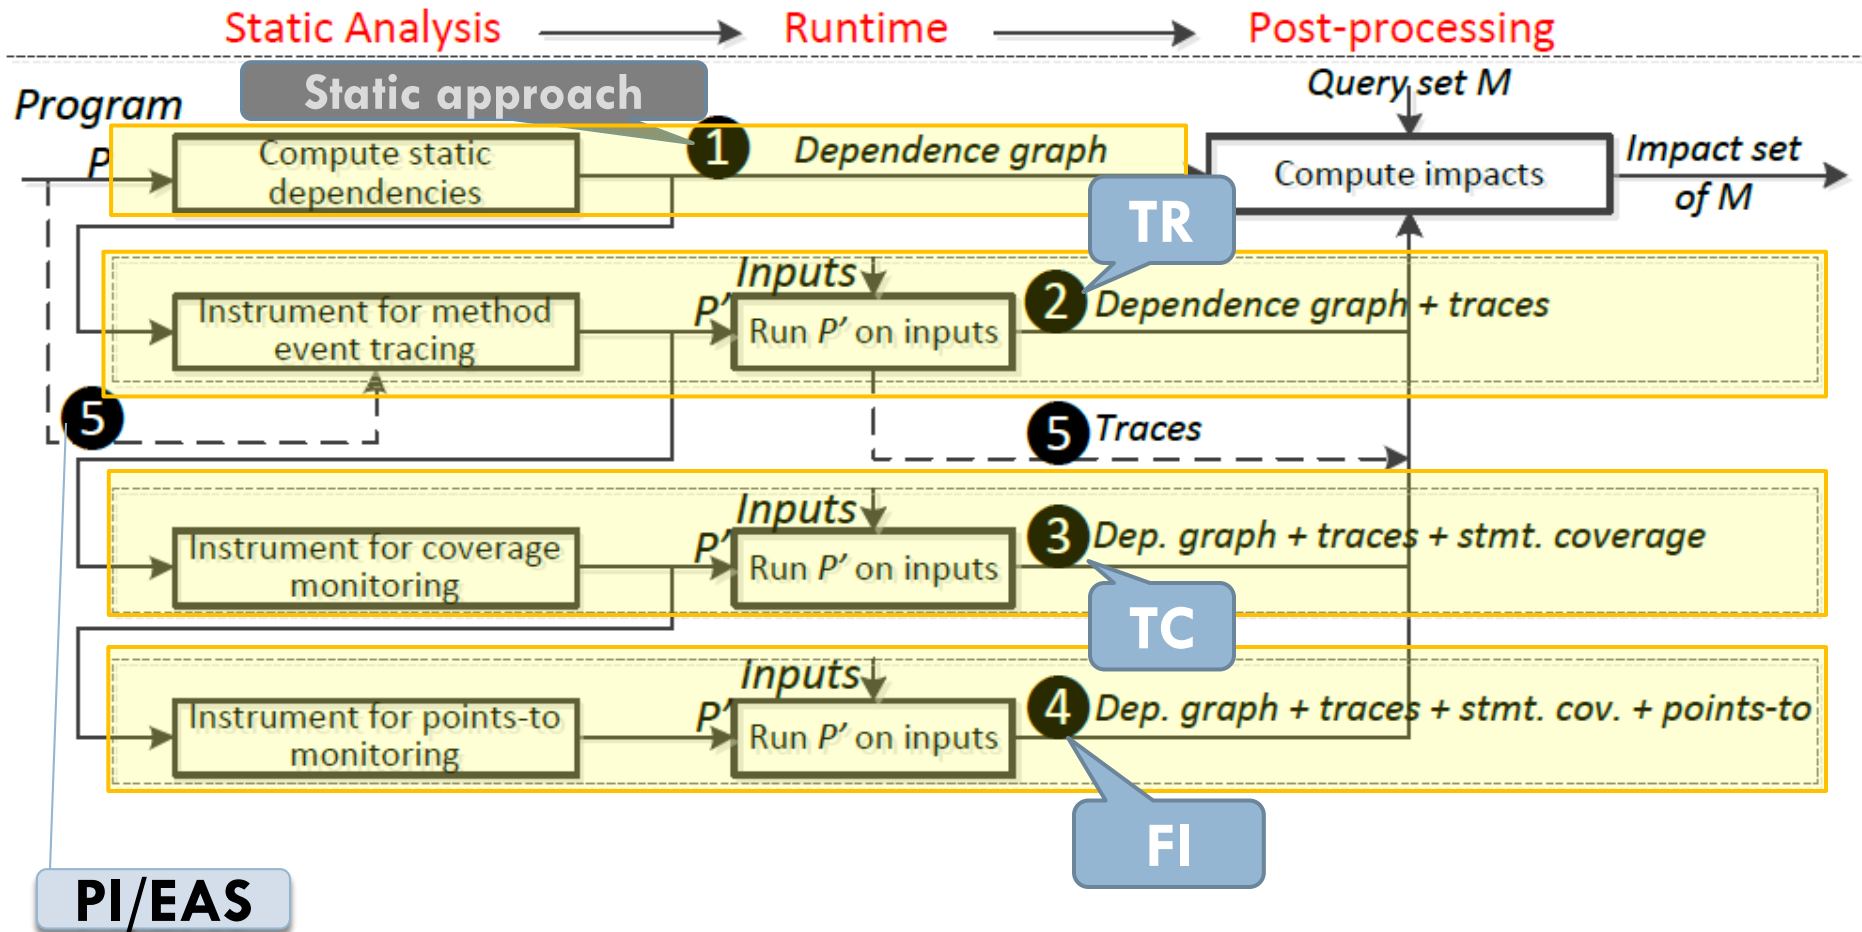 Static Analysis
Runtime
Post-processing
Static approach
Query set M
Program
P
Compute static
dependencies
1
Dependence graph
Compute impacts
Impact set
of M
TR
Inputs
Instrument for method
event tracing
P'
Run P' on inputs
2
Dependence graph + traces
5
5
Traces
Inputs
Instrument for coverage
monitoring
P'
Run P' on inputs
3
Dep. graph + traces + stmt. coverage
TC
Inputs
Instrument for points-to
monitoring
P'
Run P' on inputs
4
Dep. graph + traces + stmt. cov. + points-to
FI
PI/EAS